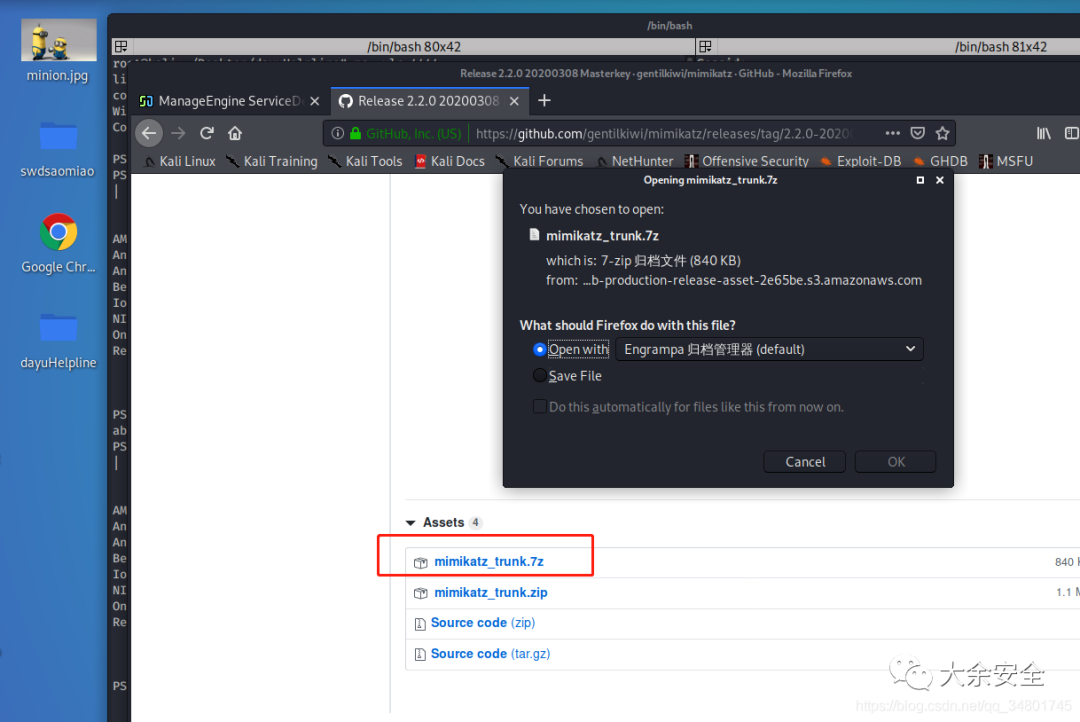 minion.jpg
swdsaomiao
Google Chr...
dayuHelpline
/bin/bash
/bin/bash 80x42
/bin/bash 81x42
li
co
Wi
Co
PS
PS
AM
An
An
Be
Io
NI
On
Re
PS
ab
PS
AM
An
An
Be
Io
NI
On
Re
PS
Release 2.2.0 20200308 Masterkey · gentilkiwi/mimikatz · GitHub - Mozilla Firefox
ManageEngine ServiceD
Release 2.2.0 20200308
GitHub, Inc. (US)
https://github.com/gentilkiwi/mimikatz/releases/tag/2.2.0-2020
Kali Linux
Kali Training
Kali Tools
Kali Docs
Kali Forums
NetHunter
Offensive Security
Exploit-DB
GHDB
MSFU
Opening mimikatz_trunk.7z
You have chosen to open:
mimikatz_trunk.7z
which is: 7-zip 归档文件 (840 KB)
from: ...b-production-release-asset-2e65be.s3.amazonaws.com
What should Firefox do with this file?
Open with
Engrampa 归档管理器 (default)
Save File
Do this automatically for files like this from now on.
Cancel
OK
Assets 4
mimikatz_trunk.7z
840 K
mimikatz_trunk.zip
1.1 M
Source code (zip)
Source code (tar.gz)
大余安全
https://blog.csdn.net/qq_34801745